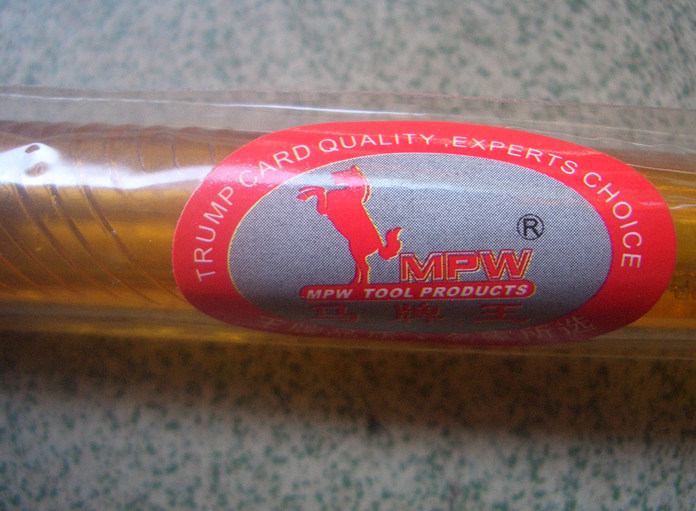 TRUMP CARD QUALITY ,EXPERTS CHOICE
®
MPW
MPW TOOL PRODUCTS
马牌王